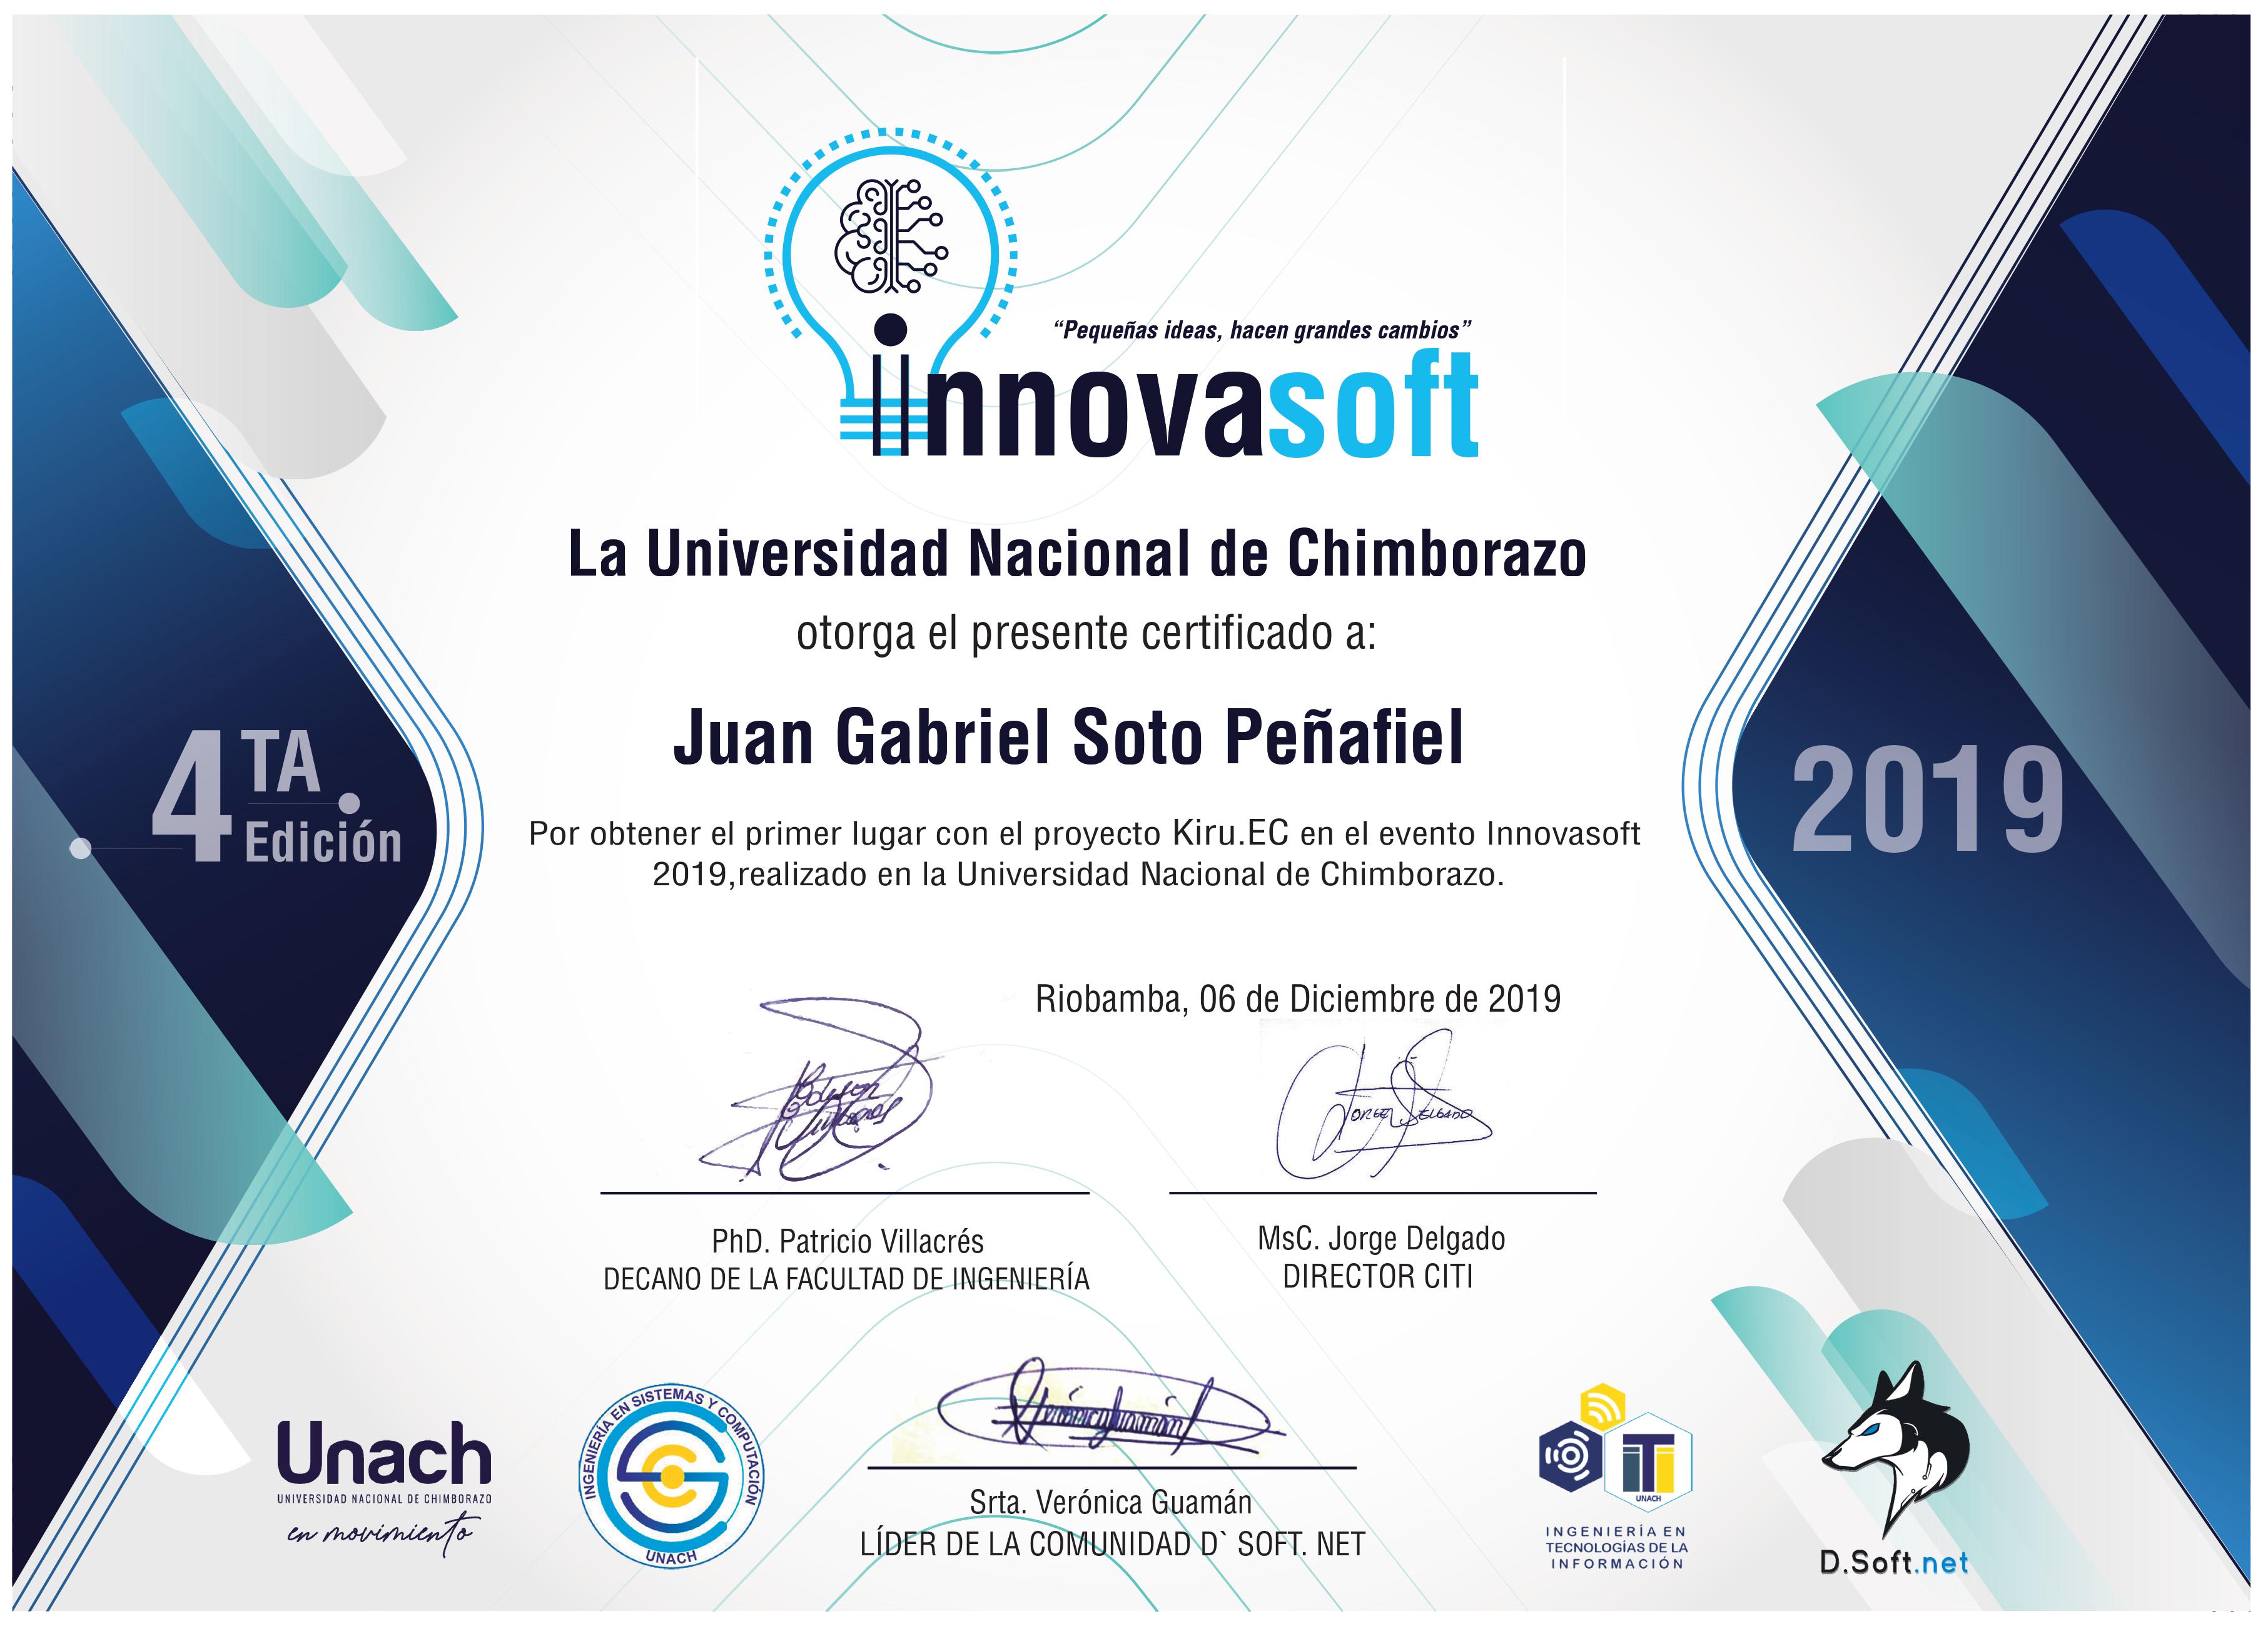 “Pequeñas ideas, hacen grandes cambios”
innovasoft
La Universidad Nacional de Chimborazo
otorga el presente certificado a:
Juan Gabriel Soto Peñafiel
4TA
Edición
2019
Por obtener el primer lugar con el proyecto Kiru.EC en el evento Innovasoft
2019,realizado en la Universidad Nacional de Chimborazo.
Riobamba, 06 de Diciembre de 2019
JORGE DELGADO
PhD. Patricio Villacrés
DECANO DE LA FACULTAD DE INGENIERÍA
MsC. Jorge Delgado
DIRECTOR CITI
Unach
UNIVERSIDAD NACIONAL DE CHIMBORAZO
en movimiento
INGENIERÍA EN SISTEMAS Y COMPUTACIÓN
UNACH
Srta. Verónica Guamán
LÍDER DE LA COMUNIDAD D` SOFT. NET
iTi
UNACH
INGENIERÍA EN
TECNOLOGÍAS DE LA
INFORMACIÓN
D.Soft.net